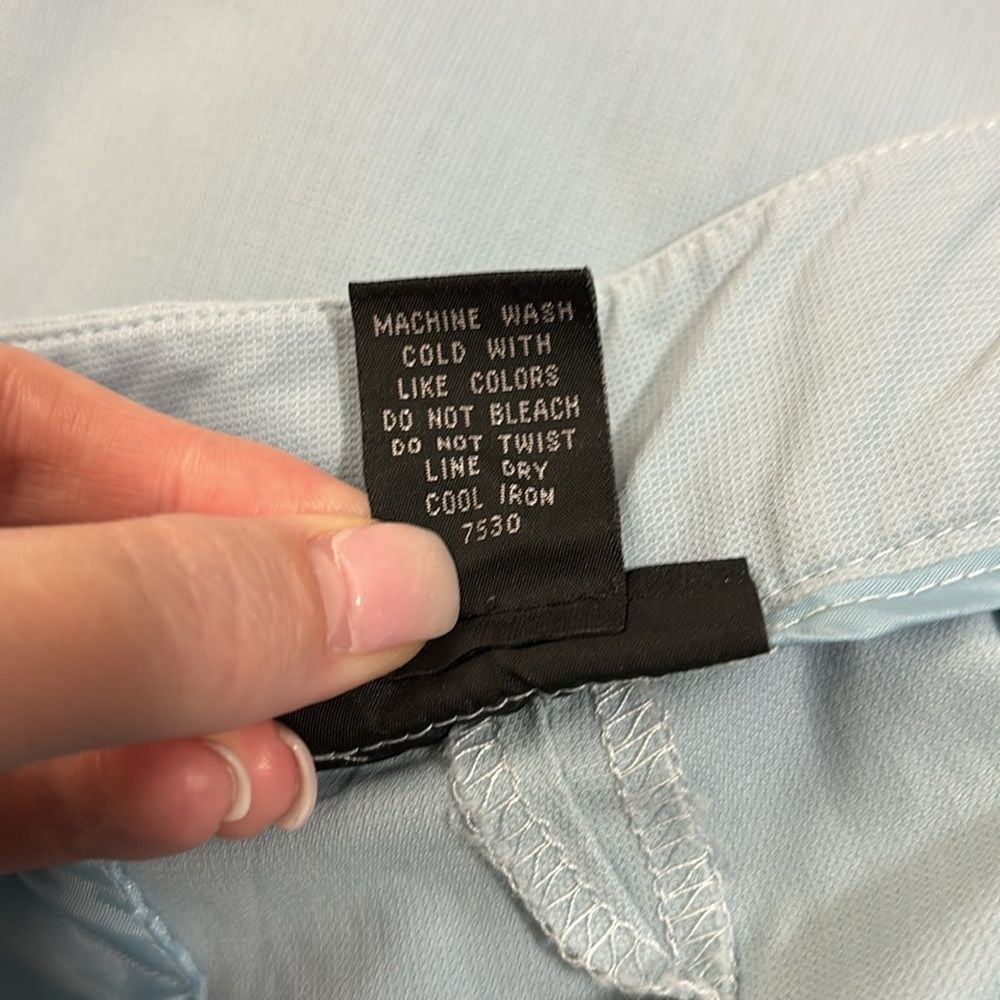 MACHINE WASH
COLD WITH
LIKE COLORS
DO NOT BLEACH
DO NOT TWIST
LINE DRY
COOL IRON
7530